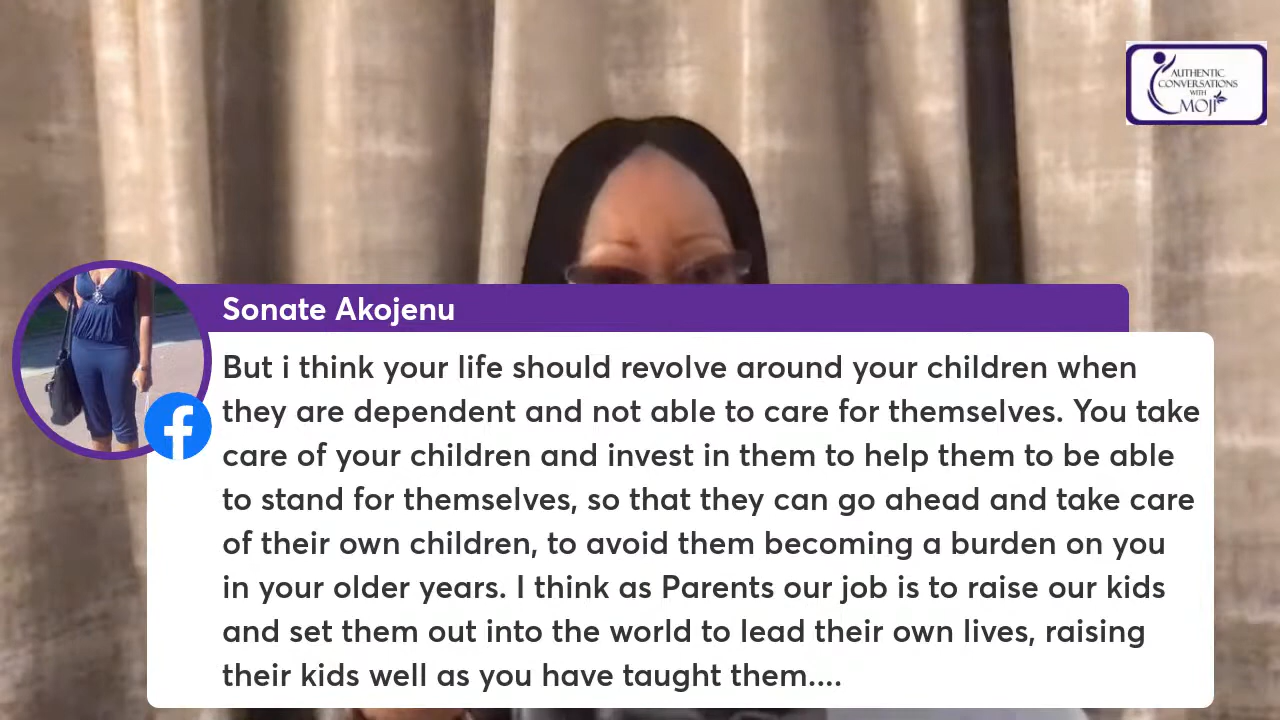 AUTHENTIC
CONVERSATIONS
WITH
MOJI
Sonate Akojenu
But i think your life should revolve around your children when
they are dependent and not able to care for themselves. You take
care of your children and invest in them to help them to be able
to stand for themselves, so that they can go ahead and take care
of their own children, to avoid them becoming a burden on you
in your older years. I think as Parents our job is to raise our kids
and set them out into the world to lead their own lives, raising
their kids well as you have taught them....